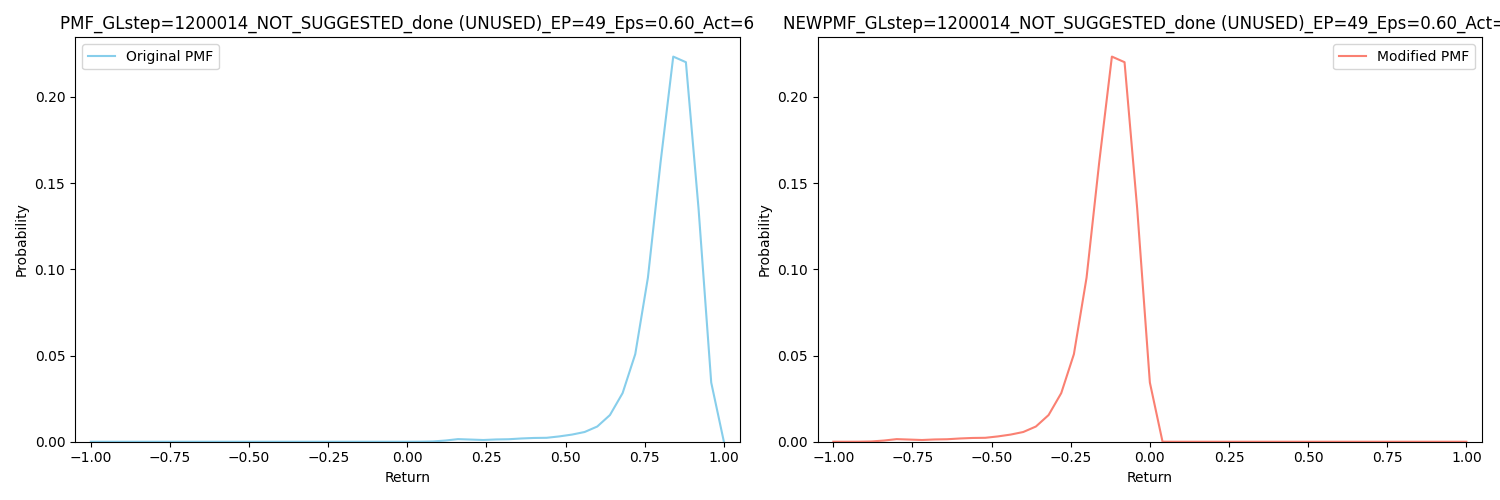 PMF_GLstep=1200014_NOT_SUGGESTED_done (UNUSED)_EP=49_Eps=0.60_Act=6
Original PMF
Probability
0.20
0.15
0.10
0.05
0.00
−1.00 −0.75 −0.50 −0.25 0.00 0.25 0.50 0.75 1.00
Return
NEWPMF_GLstep=1200014_NOT_SUGGESTED_done (UNUSED)_EP=49_Eps=0.60_Act=
Modified PMF
Probability
0.20
0.15
0.10
0.05
0.00
−1.00 −0.75 −0.50 −0.25 0.00 0.25 0.50 0.75 1.00
Return